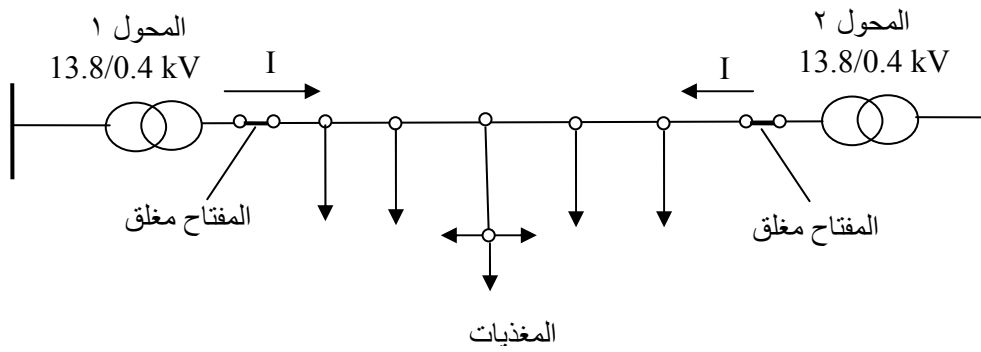 المحول ١
13.8/0.4 kV
I
المحول ٢
13.8/0.4 kV
I
المفتاح مغلق
المفتاح مغلق
المغذيات